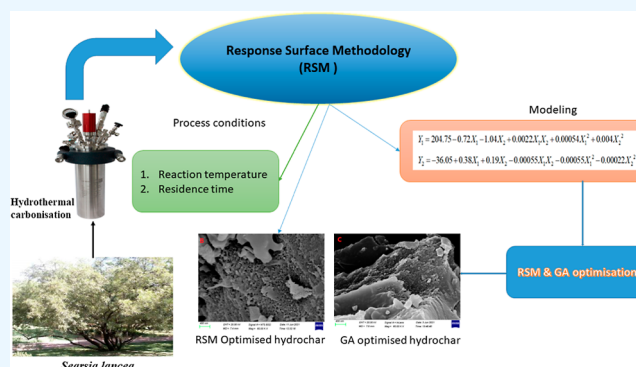 Response Surface Methodology
(RSM )
Process conditions
1. Reaction temperature
2. Residence time
Modeling
Y₁ = 204.75-0.72X₁-1.04X₂+0.0022X₁X₂+0.00054X₁²+0.004X₂²
Y₂ = -36.05+0.38X₁+0.19X₂-0.00055X₁X₂-0.00055X₁²-0.00022X₂²
Hydrothermal
carbonisation
C
RSM & GA optimisation
RSM Optimised hydrochar
GA optimised hydrochar
Searsia lancea